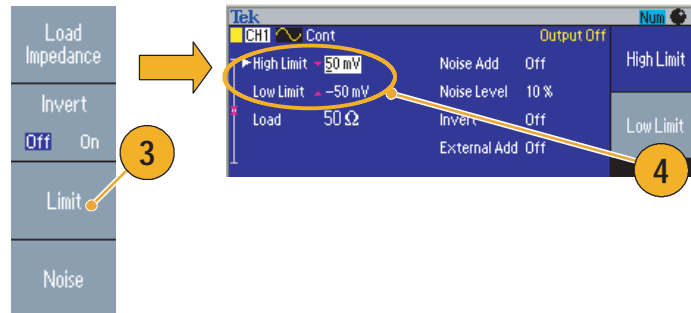 Load
Impedance
Invert
Off On
Limit
Noise
3
Tek
Num
CH1 Cont
Output Off
High Limit 50 mV
Noise Add Off
Low Limit −50 mV
Noise Level 10 %
Load 50 Ω
Invert Off
External Add Off
High Limit
Low Limit
4